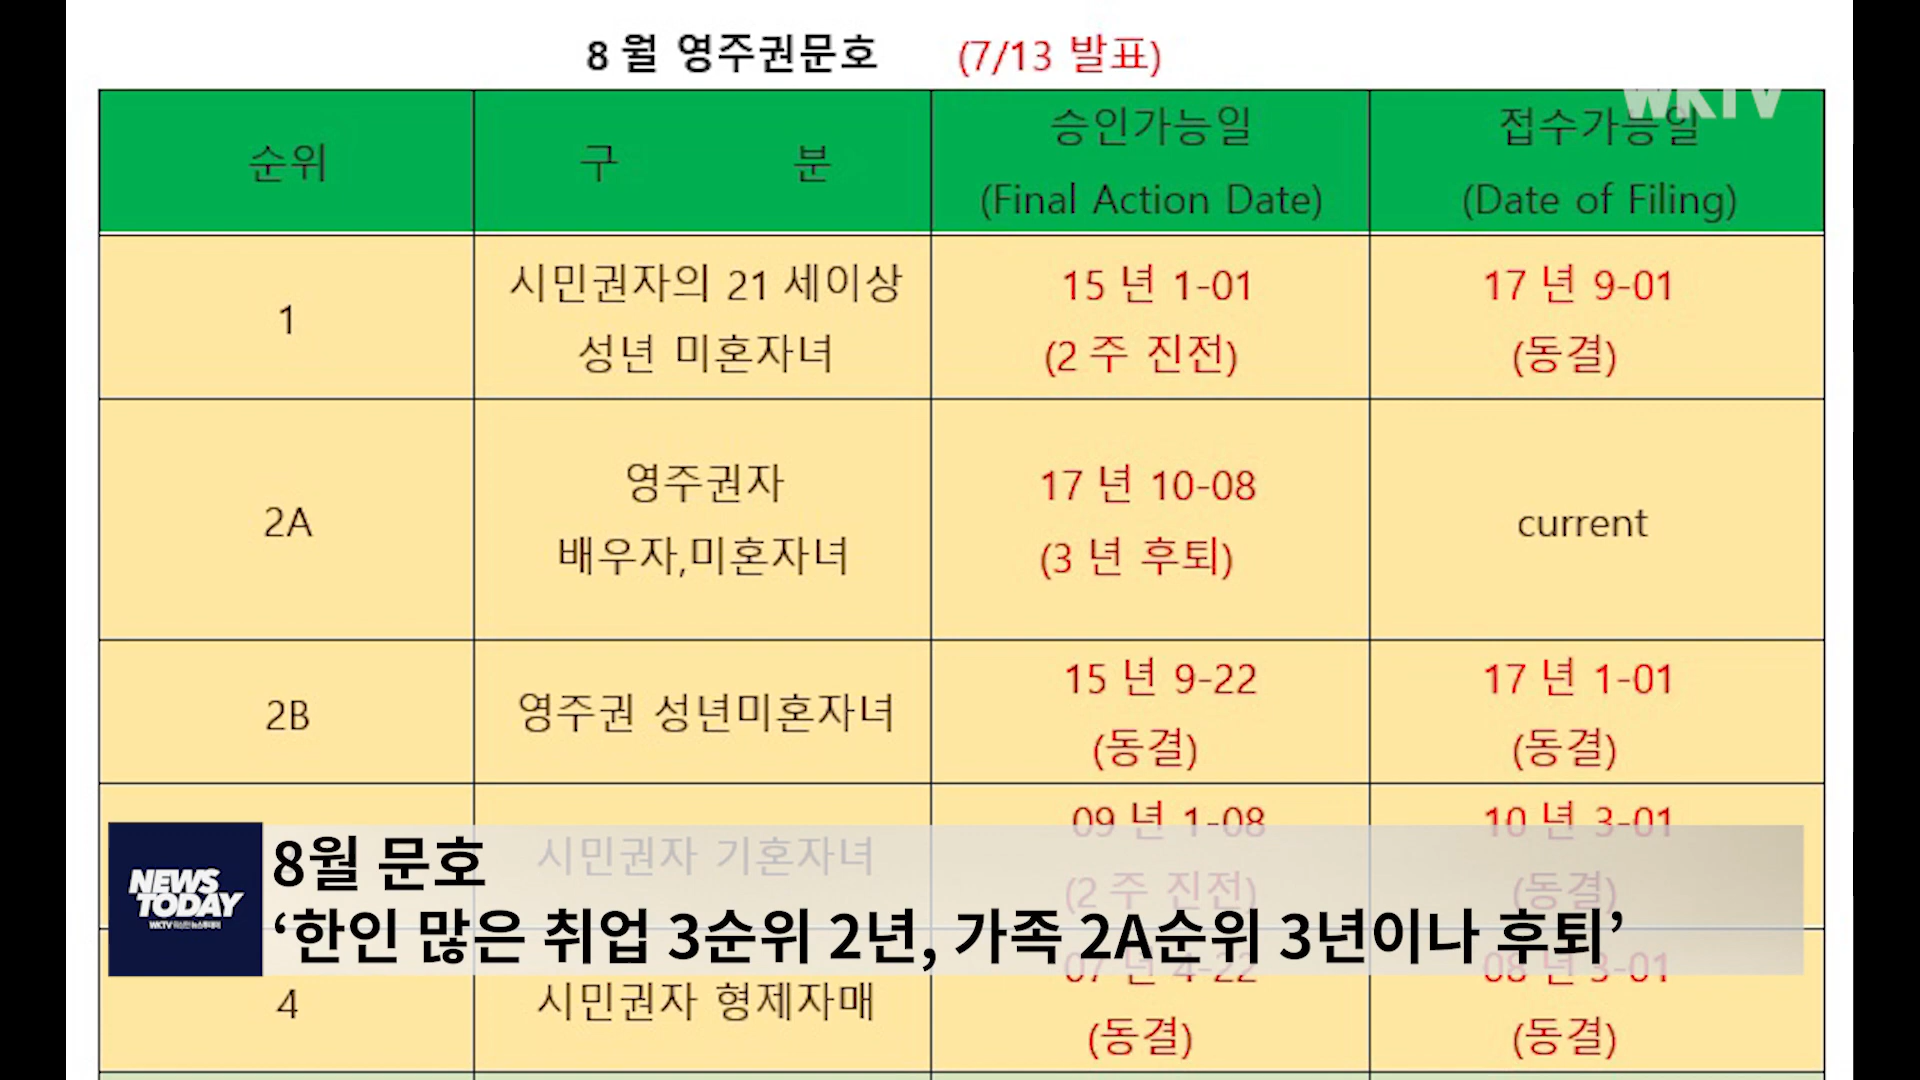 8 월 영주권문호 (7/13 발표)
WKTV
순위 구 분 승인가능일 (Final Action Date) 접수가능일 (Date of Filing)
1 시민권자의 21 세이상 성년 미혼자녀 15 년 1-01 (2 주 진전) 17 년 9-01 (동결)
2A 영주권자 배우자,미혼자녀 17 년 10-08 (3 년 후퇴) current
2B 영주권 성년미혼자녀 15 년 9-22 (동결) 17 년 1-01 (동결)
시민권자 기혼자녀 09 년 1-08 (2 주 진전) 10 년 3-01 (동결)
4 시민권자 형제자매 07 년 4-22 (동결) 08 년 3-01 (동결)
NEWS
TODAY
8월 문호
‘한인 많은 취업 3순위 2년, 가족 2A순위 3년이나 후퇴’